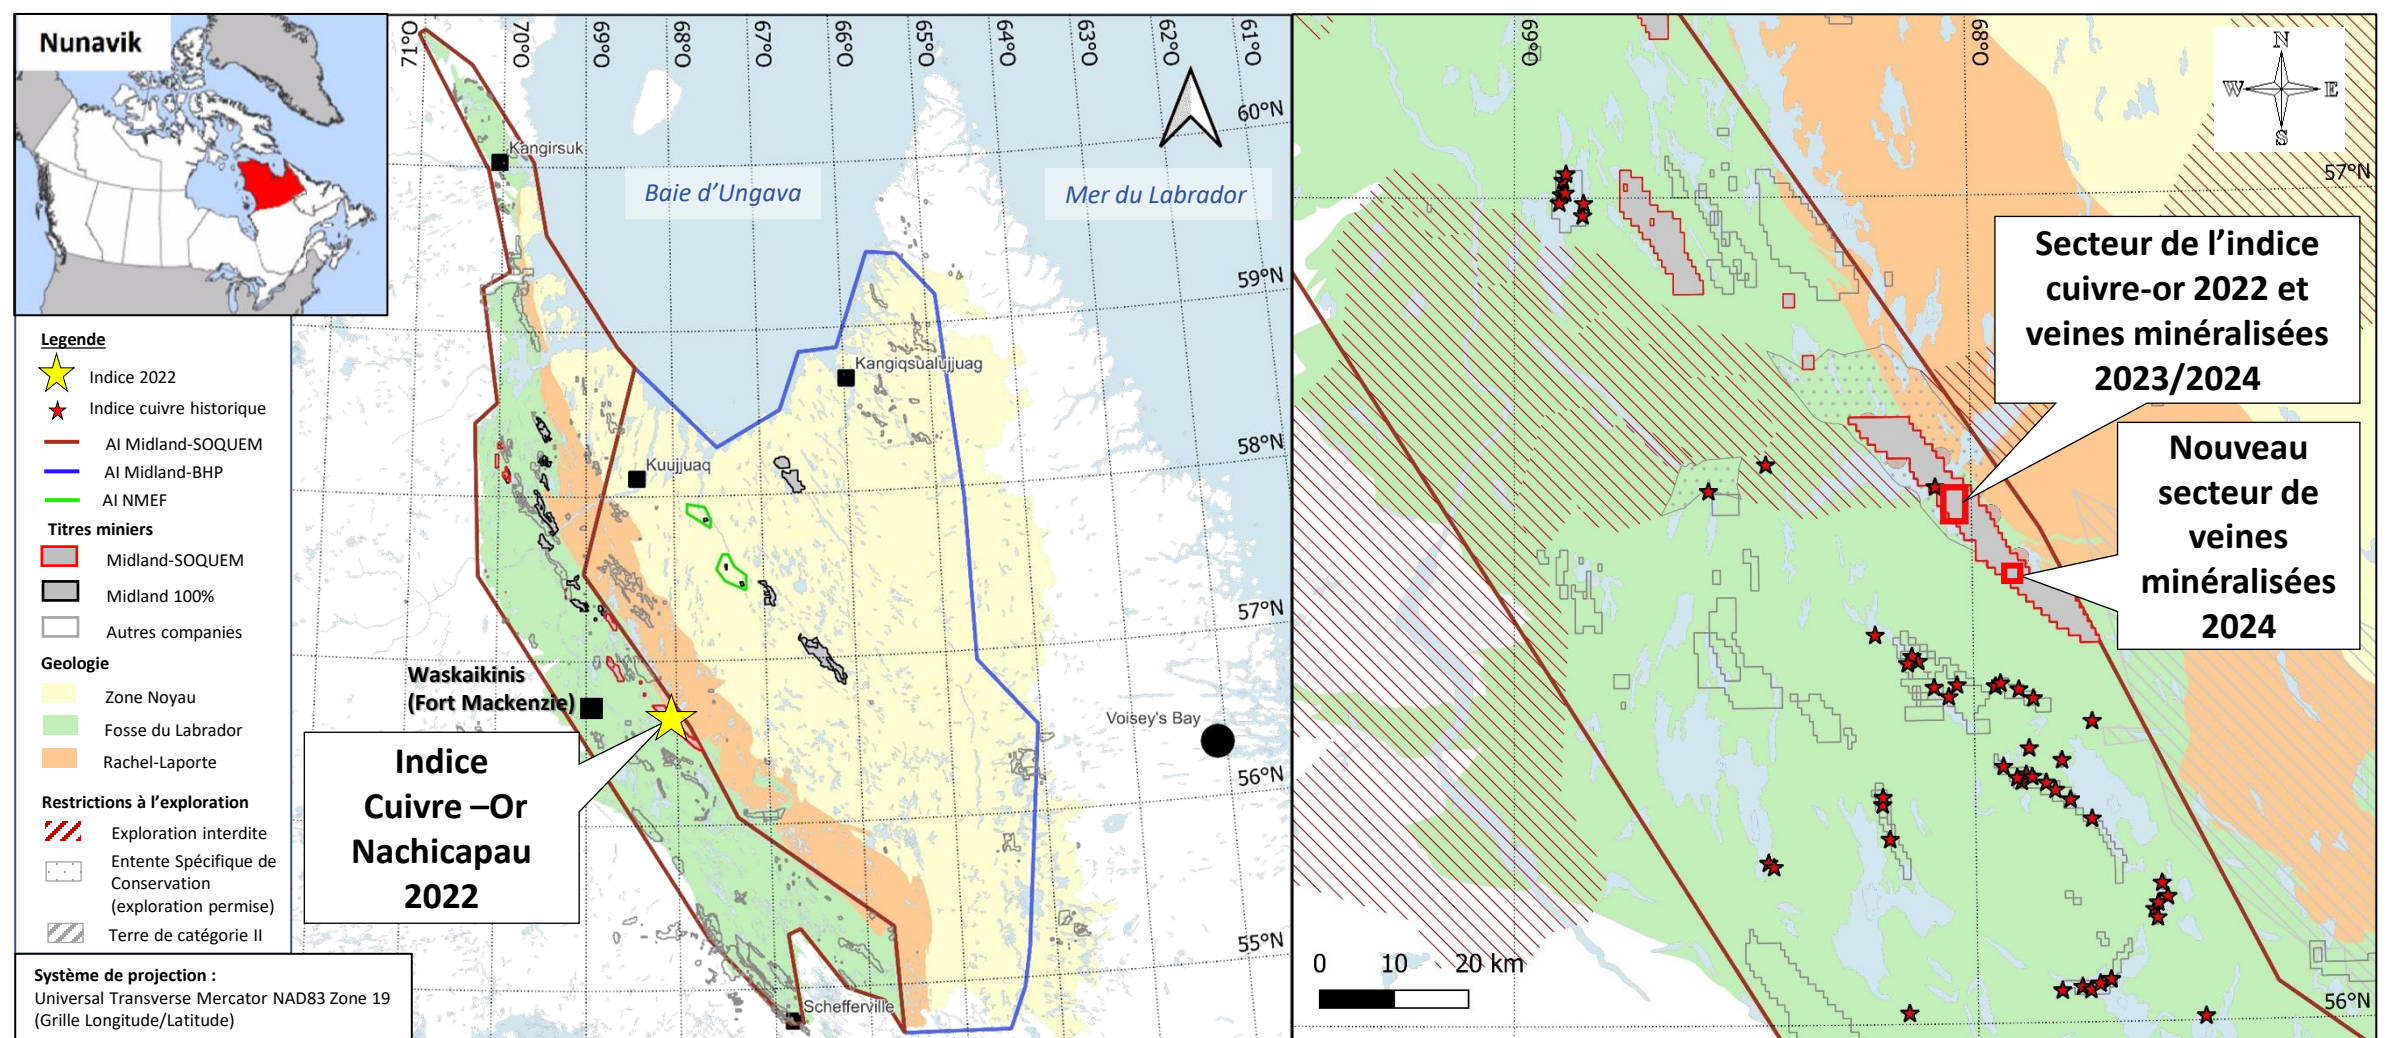 Nunavik
Legende
Indice 2022
Indice cuivre historique
AI Midland-SOQUEM
AI Midland-BHP
AI NMEF
Titres miniers
Midland-SOQUEM
Midland 100%
Autres companies
Geologie
Zone Noyau
Fosse du Labrador
Rachel-Laporte
Restrictions à l’exploration
Exploration interdite
Entente Spécifique de
Conservation
(exploration permise)
Terre de catégorie II
Système de projection :
Universal Transverse Mercator NAD83 Zone 19
(Grille Longitude/Latitude)
71°O
70°O
69°O
68°O
67°O
66°O
65°O
64°O
63°O
62°O
61°O
60°N
59°N
58°N
57°N
56°N
55°N
Kangirsuk
Baie d’Ungava
Mer du Labrador
Kangiqsualujjuag
Kuujjuaq
Waskaikinis
(Fort Mackenzie)
Voisey's Bay
Indice
Cuivre –Or
Nachicapau
2022
Schefferville
69°O
68°O
N
W
E
S
57°N
Secteur de l’indice
cuivre-or 2022 et
veines minéralisées
2023/2024
Nouveau
secteur de
veines
minéralisées
2024
0 10 20 km
56°N